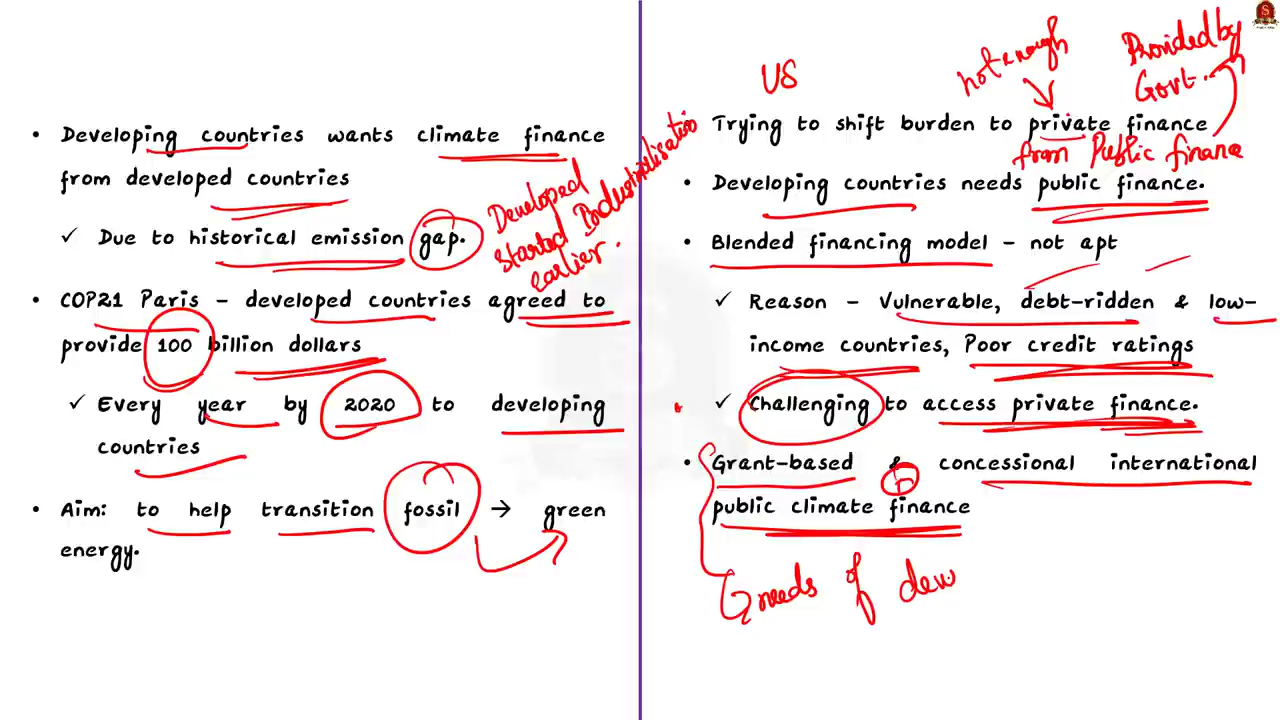 • Developing countries wants climate finance
from developed countries
✓ Due to historical emission gap.
Developed
Started Industrialisation
earlier.
• COP21 Paris – developed countries agreed to
provide 100 billion dollars
✓ Every year by 2020 to developing
countries
• Aim: to help transition fossil → green
energy.
US
not enough
Provided by
Govt..
Trying to shift burden to private finance
from Public finance
• Developing countries needs public finance.
• Blended financing model – not apt
✓ Reason – Vulnerable, debt-ridden & low-
income countries, Poor credit ratings
✓ Challenging to access private finance.
• Grant-based & concessional international
public climate finance
needs of dev